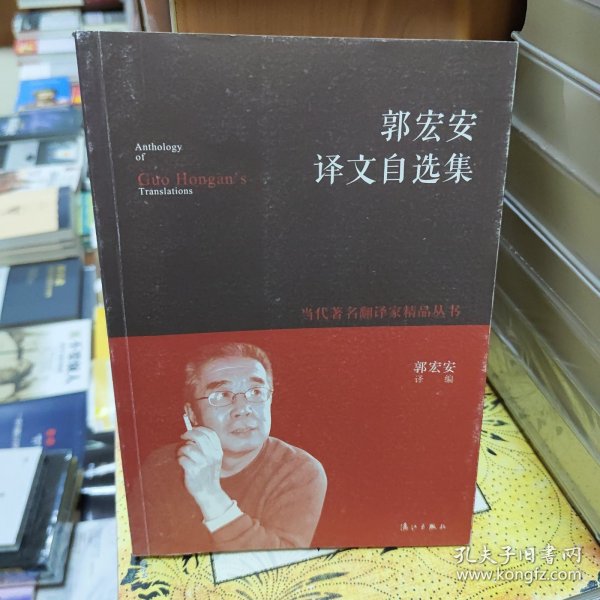 郭宏安
译文自选集
Anthology
of
Guo Hongan's
Translations
当代著名翻译家精品丛书
郭宏安
译 编
漓江出版社
孔夫子旧书网
www.kongfz.com